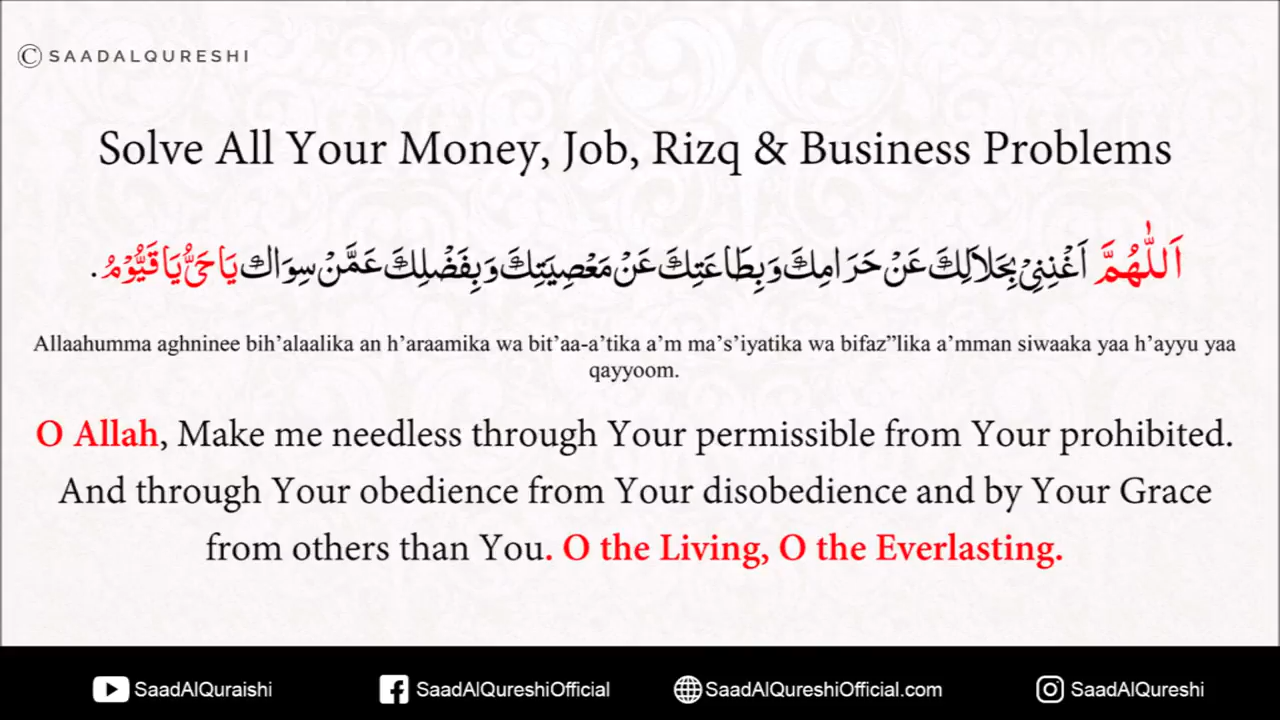 © SAADALQURESHI
Solve All Your Money, Job, Rizq & Business Problems
اَللّٰهُمَّ اَغْنِنِيْ بِحَلاَلِكَ عَنْ حَرَامِكَ وَبِطَاعَتِكَ عَنْ مَعْصِيَتِكَ وَبِفَضْلِكَ عَمَّنْ سِوَاكَ يَا حَيُّ يَا قَيُّوْمُ.
Allaahumma aghninee bih’alaalika an h’araamika wa bit’aa-a’tika a’m ma’s’iyatika wa bifaz”lika a’mman siwaaka yaa h’ayyu yaa
qayyoom.
O Allah, Make me needless through Your permissible from Your prohibited.
And through Your obedience from Your disobedience and by Your Grace
from others than You. O the Living, O the Everlasting.
SaadAlQuraishi SaadAlQureshiOfficial SaadAlQureshiOfficial.com SaadAlQureshi